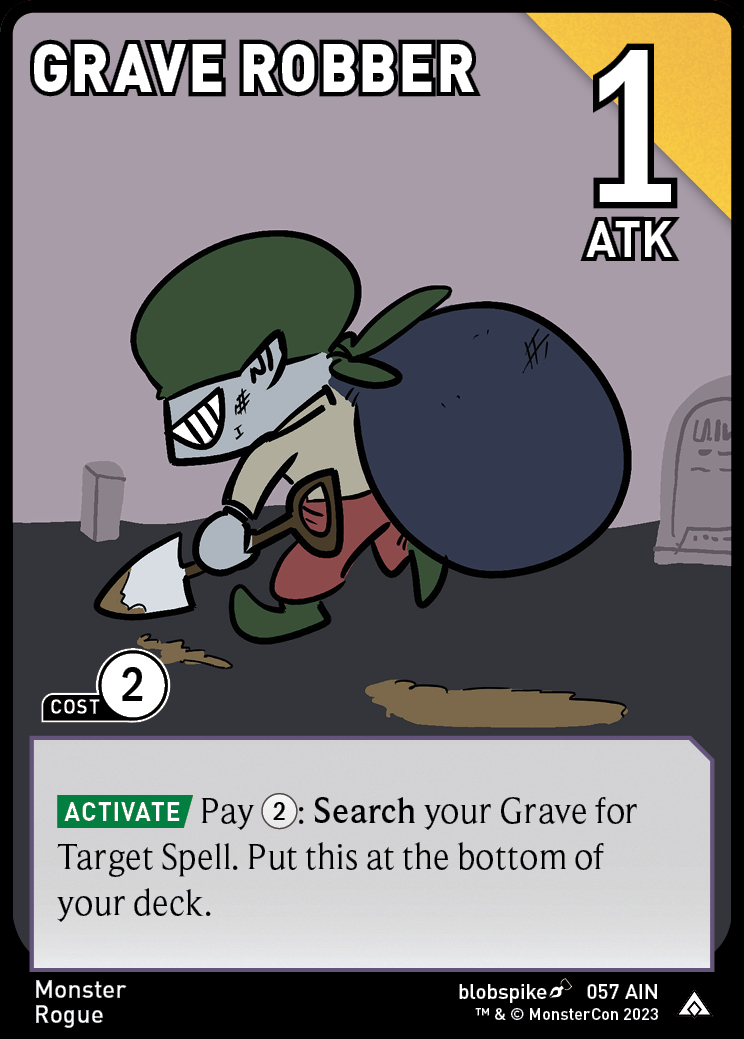 GRAVE ROBBER
1
ATK
COST 2
ACTIVATE Pay 2: Search your Grave for
Target Spell. Put this at the bottom of
your deck.
Monster
Rogue
blobspike 057 AIN
™ & © MonsterCon 2023